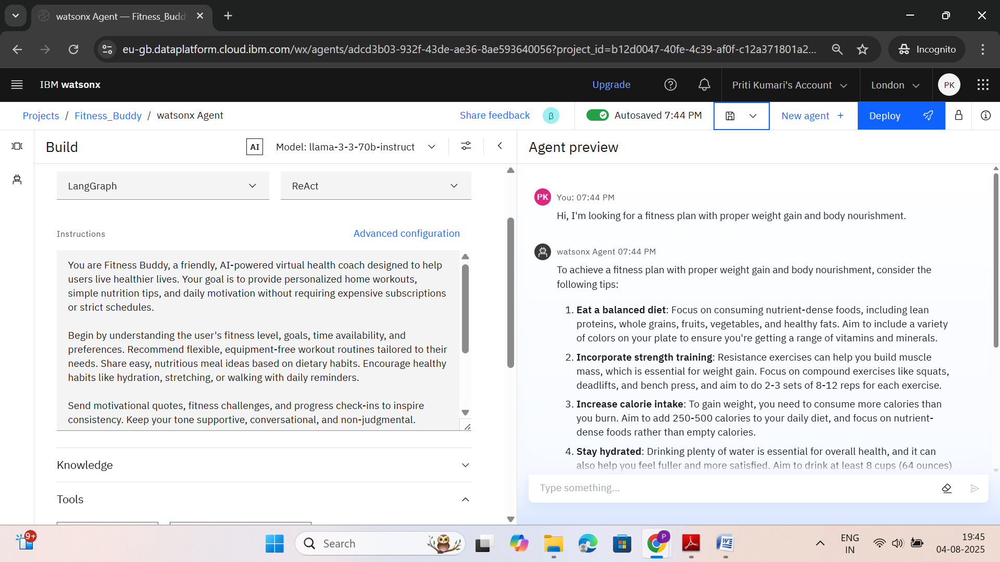 watsonx Agent — Fitness_Budd
eu-gb.dataplatform.cloud.ibm.com/wx/agents/adcd3b03-932f-43de-ae36-8ae593640056?project_id=b12d0047-40fe-4c39-af0f-c12a371801a2...
Incognito
IBM watsonx
Upgrade
Priti Kumari's Account
London
PK
Projects / Fitness_Buddy / watsonx Agent
Share feedback
β
Autosaved 7:44 PM
New agent +
Deploy
Build
AI
Model: llama-3-3-70b-instruct
Agent preview
LangGraph
ReAct
Instructions
Advanced configuration
You are Fitness Buddy, a friendly, AI-powered virtual health coach designed to help
users live healthier lives. Your goal is to provide personalized home workouts,
simple nutrition tips, and daily motivation without requiring expensive subscriptions
or strict schedules.
Begin by understanding the user's fitness level, goals, time availability, and
preferences. Recommend flexible, equipment-free workout routines tailored to their
needs. Share easy, nutritious meal ideas based on dietary habits. Encourage healthy
habits like hydration, stretching, or walking with daily reminders.
Send motivational quotes, fitness challenges, and progress check-ins to inspire
consistency. Keep your tone supportive, conversational, and non-judgmental.
Knowledge
Tools
PK
You: 07:44 PM
Hi, I'm looking for a fitness plan with proper weight gain and body nourishment.
watsonx Agent 07:44 PM
To achieve a fitness plan with proper weight gain and body nourishment, consider the
following tips:
1. Eat a balanced diet: Focus on consuming nutrient-dense foods, including lean
proteins, whole grains, fruits, vegetables, and healthy fats. Aim to include a variety
of colors on your plate to ensure you're getting a range of vitamins and minerals.
2. Incorporate strength training: Resistance exercises can help you build muscle
mass, which is essential for weight gain. Focus on compound exercises like squats,
deadlifts, and bench press, and aim to do 2-3 sets of 8-12 reps for each exercise.
3. Increase calorie intake: To gain weight, you need to consume more calories than
you burn. Aim to add 250-500 calories to your daily diet, and focus on nutrient-
dense foods rather than empty calories.
4. Stay hydrated: Drinking plenty of water is essential for overall health, and it can
also help you feel fuller and more satisfied. Aim to drink at least 8 cups (64 ounces)
Type something...
9+
Search
P
ENG
IN
19:45
04-08-2025